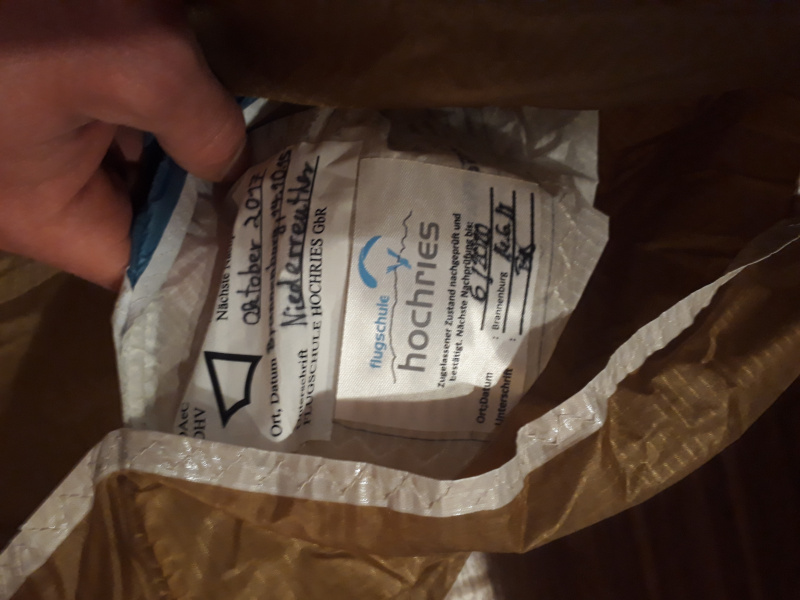 DAeC
DHV
Nächste
Oktober 2017
Ort, Datum
Niederreuther
Unterschrift
FLUGSCHULE HOCHRIES GbR
flugschule
hochries
Zugelassener Zustand nachgeprüft und
bestätigt. Nächste Nachprüfung bis:
Ort;Datum : Brannenburg
Unterschrift :